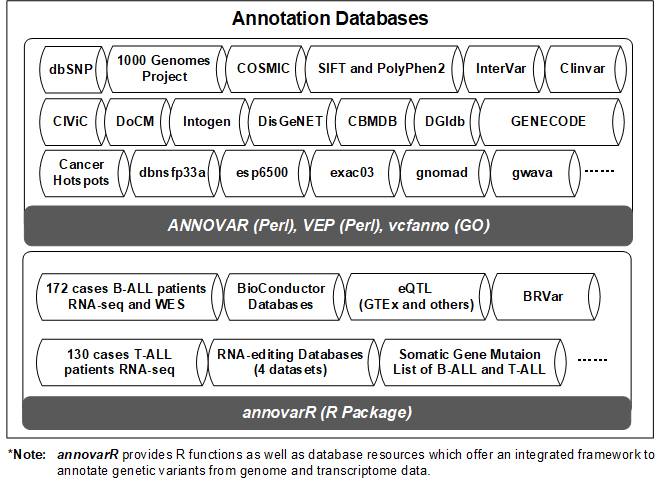 Annotation Databases
dbSNP
1000 Genomes
Project
COSMIC
SIFT and PolyPhen2
InterVar
Clinvar
CIViC
DoCM
Intogen
DisGeNET
CBMDB
DGIdb
GENECODE
Cancer
Hotspots
dbnsfp33a
esp6500
exac03
gnomad
gwava
......
ANNOVAR (Perl), VEP (Perl), vcfanno (GO)
172 cases B-ALL patients
RNA-seq and WES
BioConductor
Databases
eQTL
(GTEx and others)
BRVar
130 cases T-ALL
patients RNA-seq
RNA-editing Databases
(4 datasets)
Somatic Gene Mutaion
List of B-ALL and T-ALL
......
annovarR (R Package)
*Note: annovarR provides R functions as well as database resources which offer an integrated framework to
annotate genetic variants from genome and transcriptome data.